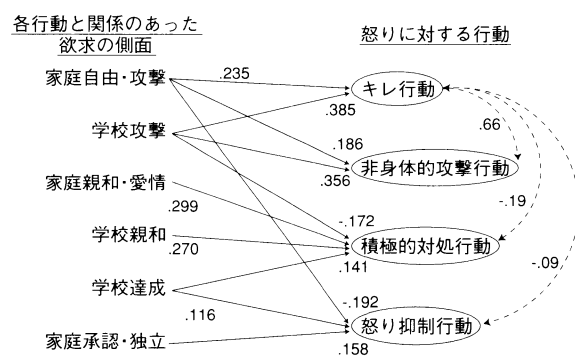 各行動と関係のあった
欲求の側面
怒りに対する行動
家庭自由・攻撃
.235
キレ行動
.385
学校攻撃
.66
.186
非身体的攻撃行動
.356
家庭親和・愛情
.299
-.19
-.172
学校親和
積極的対処行動
.270
.141
-.09
学校達成
-.192
.116
怒り抑制行動
家庭承認・独立
.158